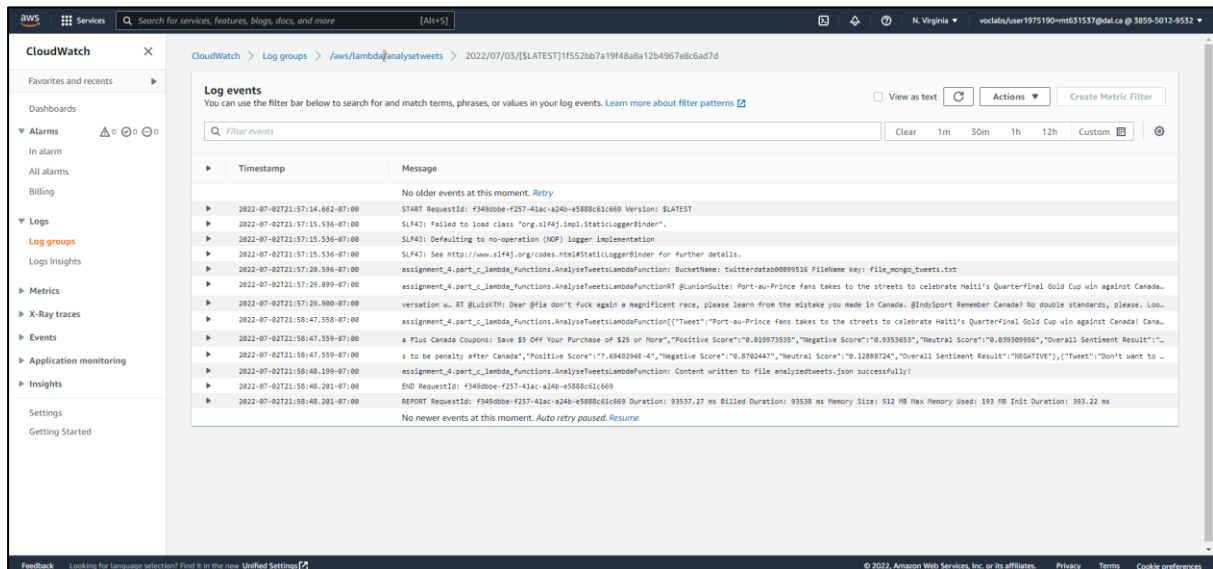 aws Services Search for services, features, blogs, docs, and more [Alt+S] N. Virginia ▼ voclabs/user1975190=mt631537@dal.ca @ 3859-5012-9532 ▼
CloudWatch ×
CloudWatch > Log groups > /aws/lambda/analysetweets > 2022/07/03/[$LATEST]1f552bb7a19f48a8a12b4967e8c6ad7d
Favorites and recents
Dashboards
Alarms 0 0 0
In alarm
All alarms
Billing
Logs
Log groups
Logs Insights
Metrics
X-Ray traces
Events
Application monitoring
Insights
Settings
Getting Started
Log events
You can use the filter bar below to search for and match terms, phrases, or values in your log events. Learn more about filter patterns
View as text Actions ▼ Create Metric Filter
Filter events Clear 1m 30m 1h 12h Custom
Timestamp Message
No older events at this moment. Retry
2022-07-02T21:57:14.662-07:00 START RequestId: f349dbbe-f257-41ac-a24b-e5888c61c669 Version: $LATEST
2022-07-02T21:57:15.536-07:00 SLF4J: Failed to load class "org.slf4j.impl.StaticLoggerBinder".
2022-07-02T21:57:15.536-07:00 SLF4J: Defaulting to no-operation (NOP) logger implementation
2022-07-02T21:57:15.536-07:00 SLF4J: See http://www.slf4j.org/codes.html#StaticLoggerBinder for further details.
2022-07-02T21:57:20.596-07:00 assignment_4.part_c_lambda_functions.AnalyseTweetsLambdaFunction: BucketName: twitterdatab00899516 FileName key: file_mongo_tweets.txt
2022-07-02T21:57:29.899-07:00 assignment_4.part_c_lambda_functions.AnalyseTweetsLambdaFunctionRT @LunionSuite: Port-au-Prince fans takes to the streets to celebrate Haiti's Quarterfinal Gold Cup win against Canada…
2022-07-02T21:57:29.900-07:00 versation w… RT @LuisKTM: Dear @fia don't fuck again a magnificent race, please learn from the mistake you made in Canada. @IndySport Remember Canada? No double standards, please. Loo…
2022-07-02T21:58:47.558-07:00 assignment_4.part_c_lambda_functions.AnalyseTweetsLambdaFunction[{"Tweet":"Port-au-Prince fans takes to the streets to celebrate Haiti's Quarterfinal Gold Cup win against Canada! Cana…
2022-07-02T21:58:47.559-07:00 a Plus Canada Coupons: Save $5 Off Your Purchase of $25 or More","Positive Score":"0.019973535","Negative Score":"0.9353653","Neutral Score":"0.039309956","Overall Sentiment Result":"…
2022-07-02T21:58:47.559-07:00 s to be penalty after Canada","Positive Score":"7.6949294E-4","Negative Score":"0.8702447","Neutral Score":"0.12888724","Overall Sentiment Result":"NEGATIVE"},{"Tweet":"Don't want to …
2022-07-02T21:58:48.199-07:00 assignment_4.part_c_lambda_functions.AnalyseTweetsLambdaFunction: Content written to file analyzedtweets.json successfully!
2022-07-02T21:58:48.201-07:00 END RequestId: f349dbbe-f257-41ac-a24b-e5888c61c669
2022-07-02T21:58:48.201-07:00 REPORT RequestId: f349dbbe-f257-41ac-a24b-e5888c61c669 Duration: 93537.27 ms Billed Duration: 93538 ms Memory Size: 512 MB Max Memory Used: 193 MB Init Duration: 393.22 ms
No newer events at this moment. Auto retry paused. Resume
Feedback Looking for language selection? Find it in the new Unified Settings © 2022, Amazon Web Services, Inc. or its affiliates. Privacy Terms Cookie preferences